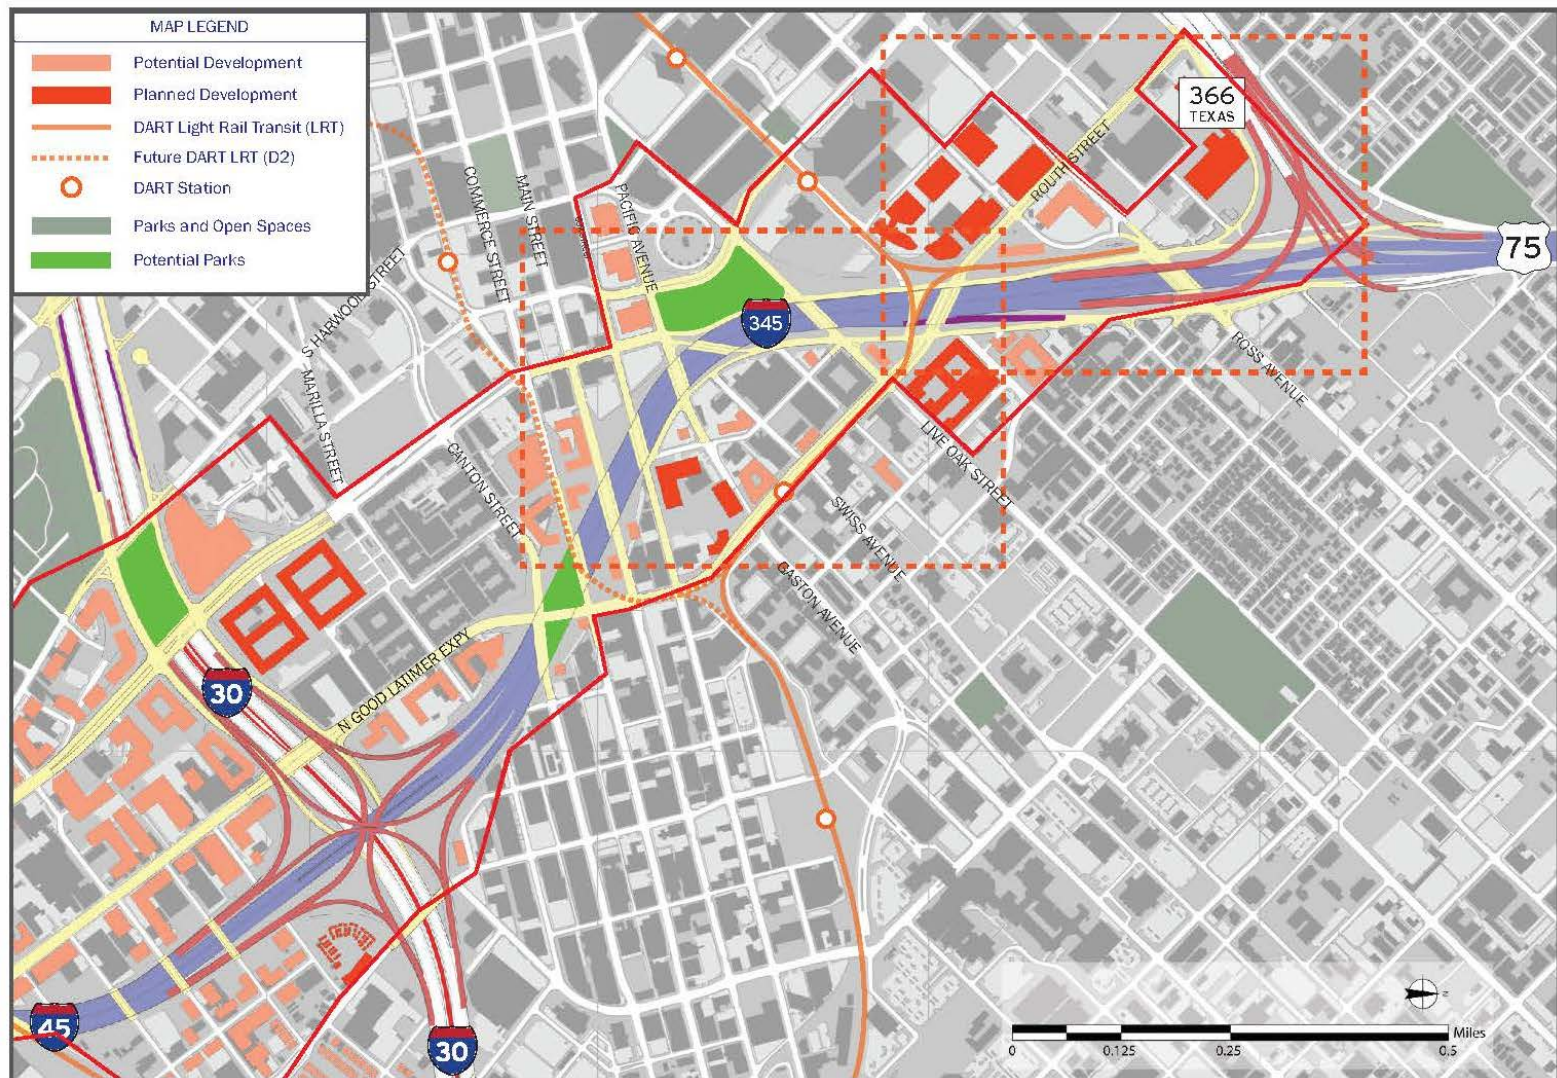 MAP LEGEND
Potential Development
Planned Development
DART Light Rail Transit (LRT)
Future DART LRT (D2)
DART Station
Parks and Open Spaces
Potential Parks
366
TEXAS
ROUTH STREET
75
COMMERCE STREET
MAIN STREET
PACIFIC AVENUE
S HARWOOD STREET
345
MARILLA STREET
ROSS AVENUE
CANTON STREET
LIVE OAK STREET
SWISS AVENUE
GASTON AVENUE
N GOOD LATIMER EXPY
30
45
30
0
0.125
0.25
0.5
Miles